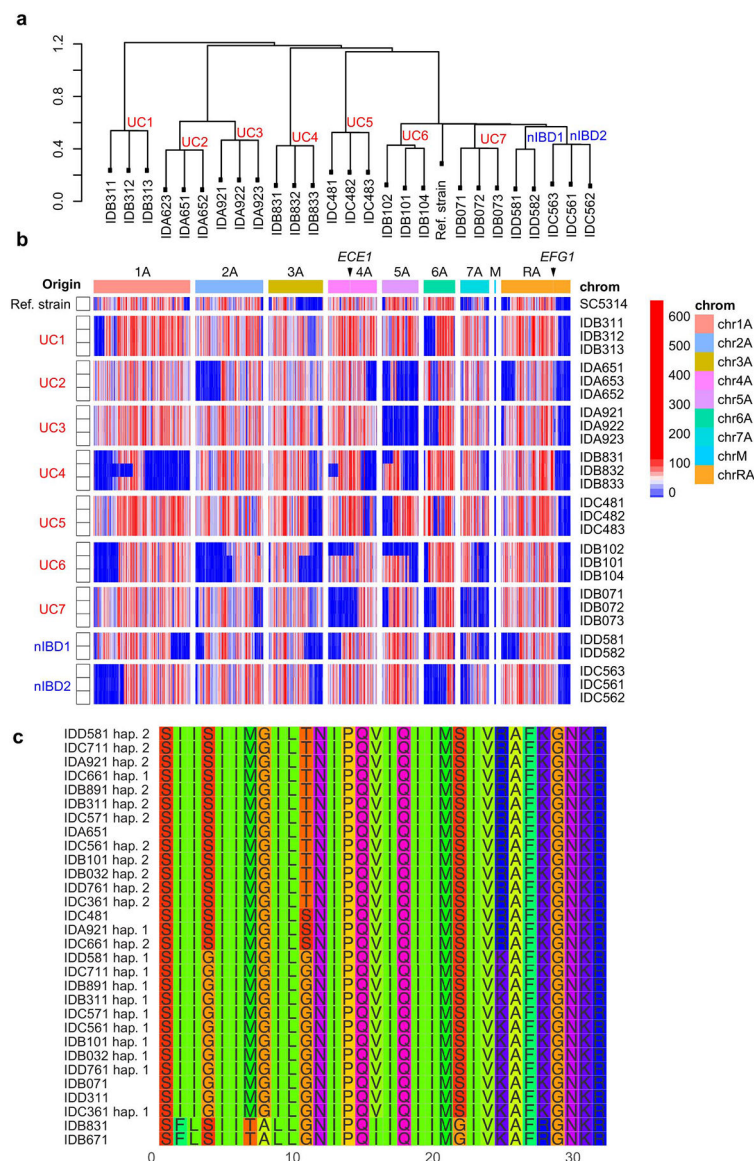 a
1.2
0.8
0.4
0.0
UC1
UC2
UC3
UC4
UC5
UC6
UC7
nIBD1
nIBD2
IDB311
IDB312
IDB313
IDA623
IDA651
IDA652
IDA921
IDA922
IDA923
IDB831
IDB832
IDB833
IDC481
IDC482
IDC483
IDB102
IDB101
IDB104
Ref. strain
IDB071
IDB072
IDB073
IDD581
IDD582
IDC563
IDC561
IDC562
b
ECE1
EFG1
Origin
1A 2A 3A 4A 5A 6A 7A M RA
chrom
Ref. strain
SC5314
UC1
IDB311
IDB312
IDB313
UC2
IDA651
IDA653
IDA652
UC3
IDA921
IDA922
IDA923
UC4
IDB831
IDB832
IDB833
UC5
IDC481
IDC482
IDC483
UC6
IDB102
IDB101
IDB104
UC7
IDB071
IDB072
IDB073
nIBD1
IDD581
IDD582
nIBD2
IDC563
IDC561
IDC562
600
500
400
300
200
100
0
chrom
chr1A
chr2A
chr3A
chr4A
chr5A
chr6A
chr7A
chrM
chrRA
c
IDD581 hap. 2 S I I S I I M G I L T N I P Q V I Q I I M S I V A F G N K
IDC711 hap. 2 S I I S I I M G I L T N I P Q V I Q I I M S I V A F G N K
IDA921 hap. 2 S I I S I I M G I L T N I P Q V I Q I I M S I V A F G N K
IDC661 hap. 1 S I I S I I M G I L T N I P Q V I Q I I M S I V A F G N K
IDB891 hap. 2 S I I S I I M G I L T N I P Q V I Q I I M S I V A F G N K
IDB311 hap. 2 S I I S I I M G I L T N I P Q V I Q I I M S I V A F G N K
IDC571 hap. 2 S I I S I I M G I L T N I P Q V I Q I I M S I V A F G N K
IDA651 S I I S I I M G I L T N I P Q V I Q I I M S I V A F G N K
IDC561 hap. 2 S I I S I I M G I L T N I P Q V I Q I I M S I V A F G N K
IDB101 hap. 2 S I I S I I M G I L T N I P Q V I Q I I M S I V A F G N K
IDB032 hap. 2 S I I S I I M G I L T N I P Q V I Q I I M S I V A F G N K
IDD761 hap. 2 S I I S I I M G I L T N I P Q V I Q I I M S I V A F G N K
IDC361 hap. 2 S I I S I I M G I L T N I P Q V I Q I I M S I V A F G N K
IDC481 S I I S I I M G I L S N I P Q V I Q I I M S I V A F G N K
IDA921 hap. 1 S I I S I I M G I L S N I P Q V I Q I I M S I V A F G N K
IDC661 hap. 2 S I I S I I M G I L S N I P Q V I Q I I M S I V A F G N K
IDD581 hap. 1 S I I G I I M G I L G N I P Q V I Q I I M S I V K A F G N K
IDC711 hap. 1 S I I G I I M G I L G N I P Q V I Q I I M S I V K A F G N K
IDB891 hap. 1 S I I G I I M G I L G N I P Q V I Q I I M S I V K A F G N K
IDB311 hap. 1 S I I G I I M G I L G N I P Q V I Q I I M S I V K A F G N K
IDC571 hap. 1 S I I G I I M G I L G N I P Q V I Q I I M S I V K A F G N K
IDC561 hap. 1 S I I G I I M G I L G N I P Q V I Q I I M S I V K A F G N K
IDB101 hap. 1 S I I G I I M G I L G N I P Q V I Q I I M S I V K A F G N K
IDB032 hap. 1 S I I G I I M G I L G N I P Q V I Q I I M S I V K A F G N K
IDD761 hap. 1 S I I G I I M G I L G N I P Q V I Q I I M S I V K A F G N K
IDB071 S I I G I I M G I L G N I P Q V I Q I I M S I V K A F G N K
IDD311 S I I G I I M G I L G N I P Q V I Q I I M S I V K A F G N K
IDC361 hap. 1 S I I G I I M G I L G N I P Q V I Q I I M S I V K A F G N K
IDB831 S F L S I I T A L L G N I P Q I I Q I I M G I V K A F G N K
IDB671 S F L S I I T A L L G N I P Q I I Q I I M G I V K A F G N K
0 10 20 30